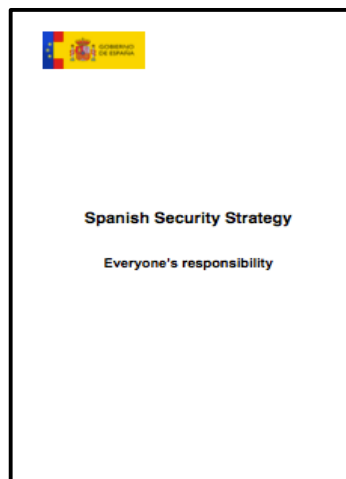 GOBIERNO
DE ESPAÑA
Spanish Security Strategy
Everyone's responsibility